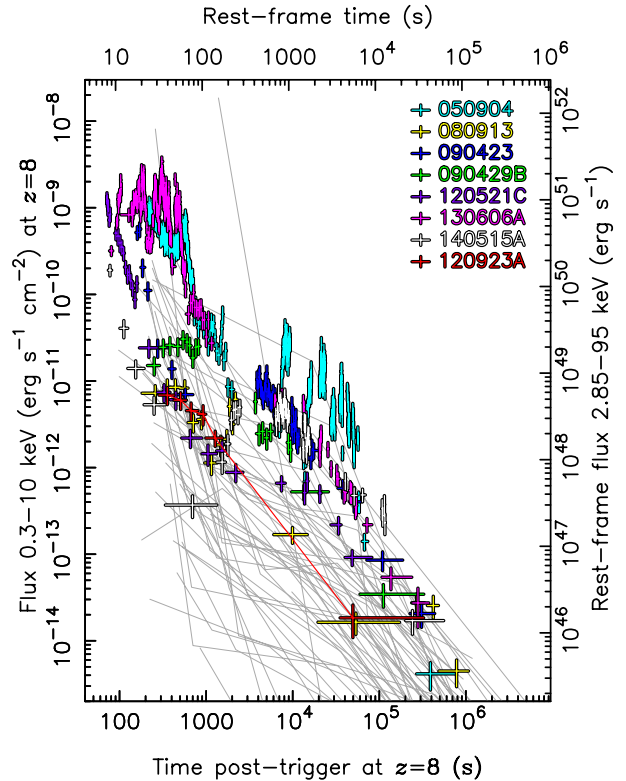 Rest-frame time (s)
10 100 1000 10^4 10^5 10^6
Flux 0.3−10 keV (erg s^−1 cm^−2) at z=8
10^−8
10^−9
10^−10
10^−11
10^−12
10^−13
10^−14
050904
080913
090423
090429B
120521C
130606A
140515A
120923A
10^52
10^51
10^50
10^49
10^48
10^47
10^46
Rest-frame flux 2.85−95 keV (erg s^−1)
100 1000 10^4 10^5 10^6
Time post-trigger at z=8 (s)